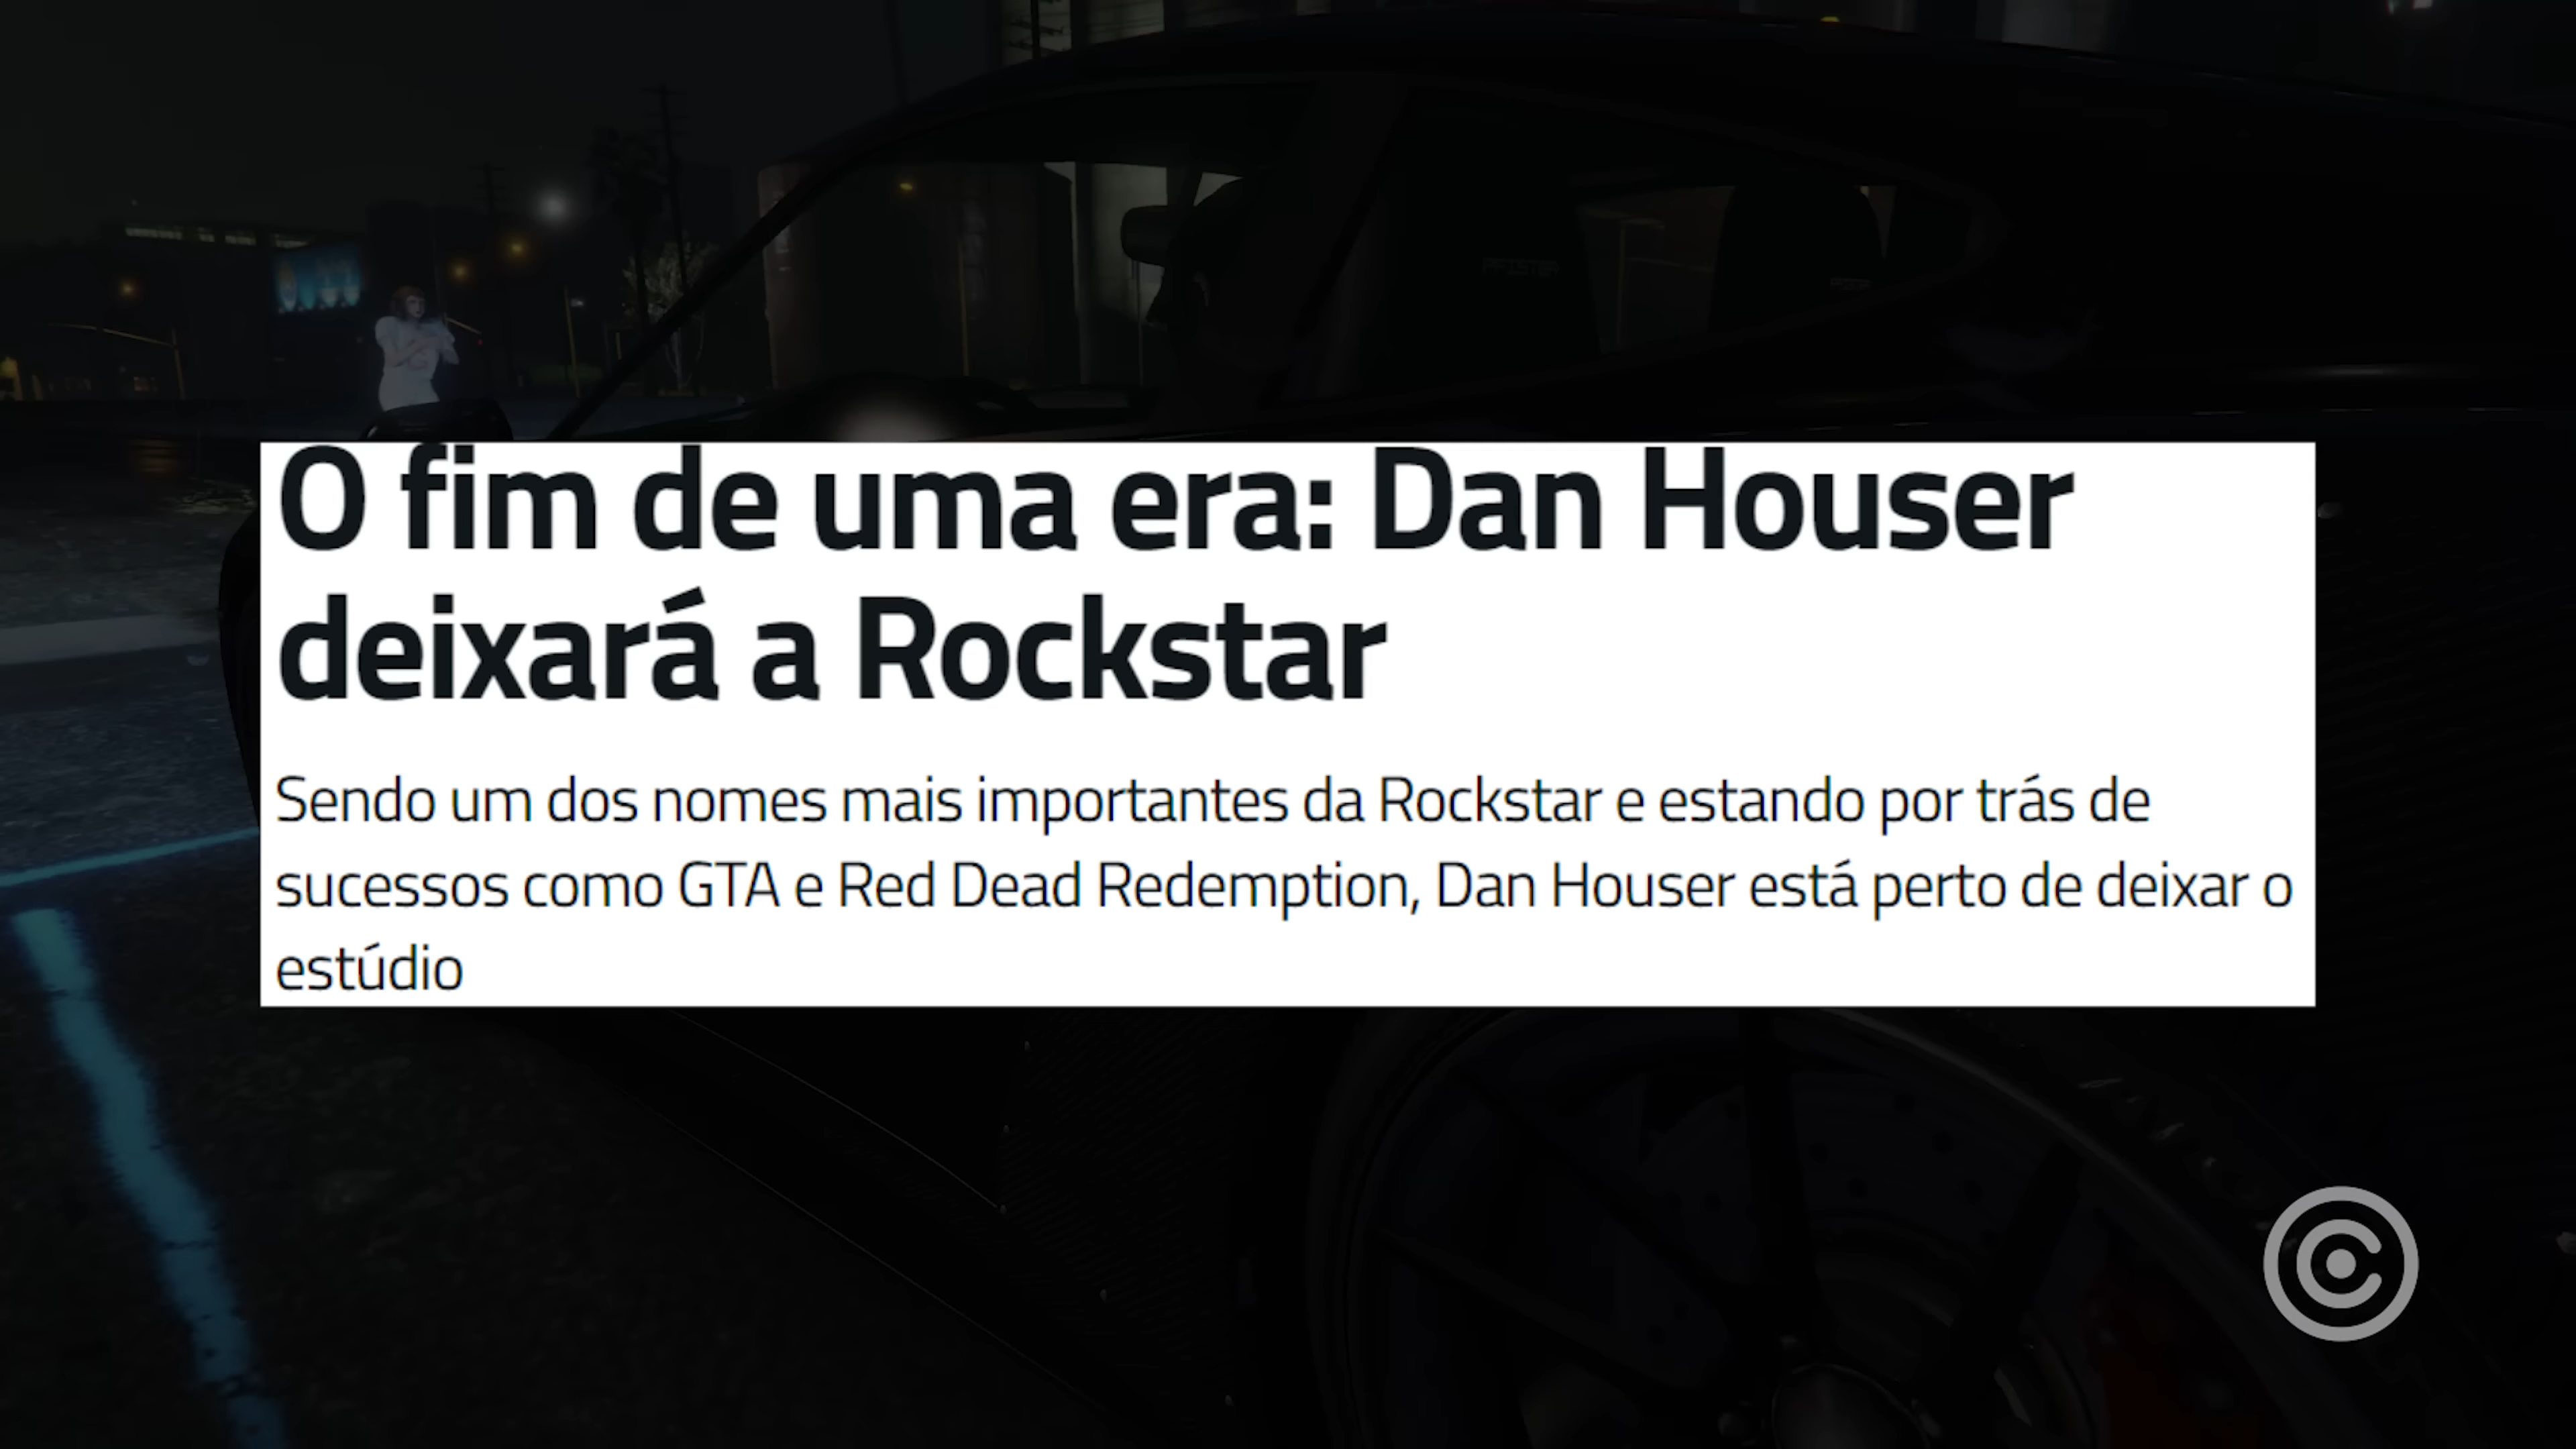 O fim de uma era: Dan Houser
deixará a Rockstar
Sendo um dos nomes mais importantes da Rockstar e estando por trás de
sucessos como GTA e Red Dead Redemption, Dan Houser está perto de deixar o
estúdio